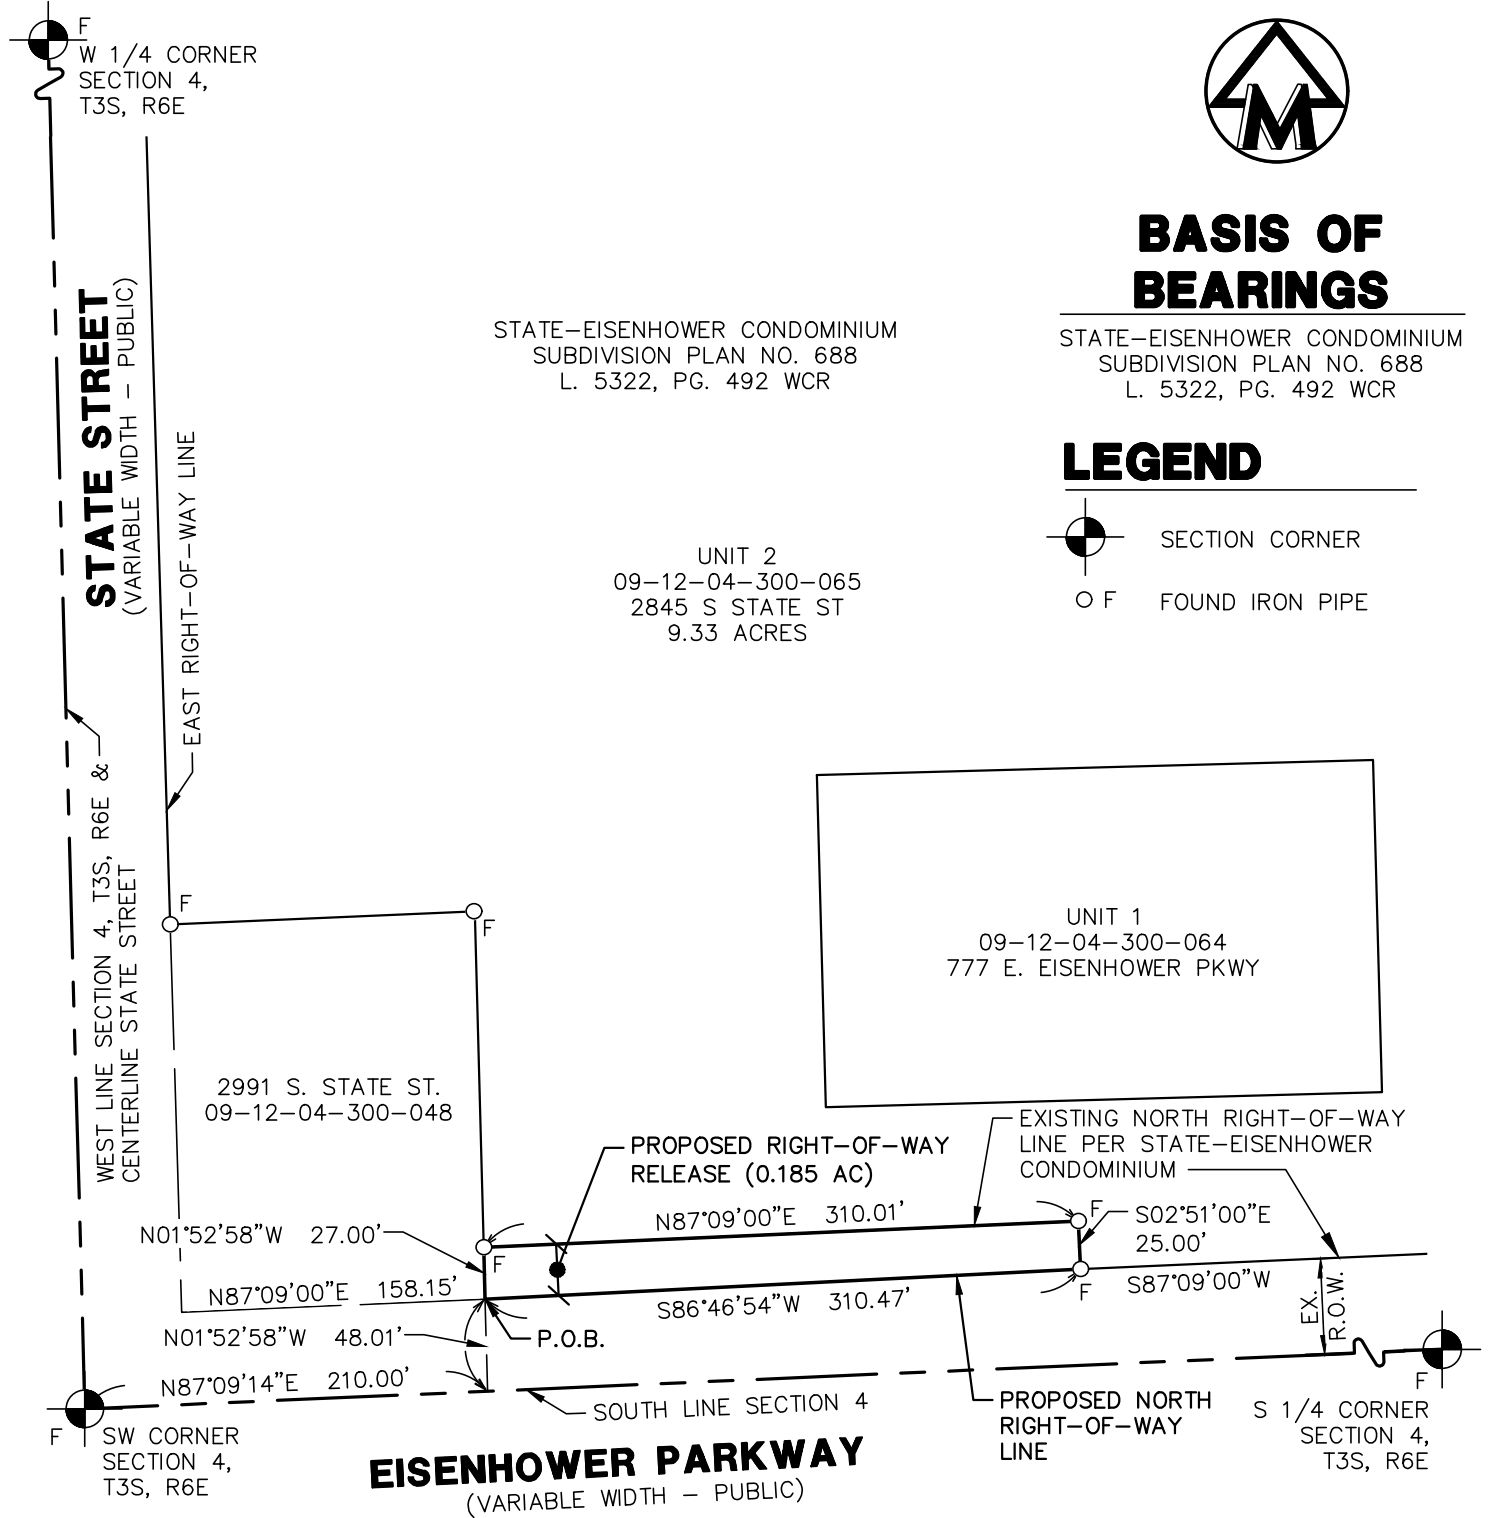 F
W 1/4 CORNER
SECTION 4,
T3S, R6E
M
BASIS OF
BEARINGS
STATE-EISENHOWER CONDOMINIUM
SUBDIVISION PLAN NO. 688
L. 5322, PG. 492 WCR
LEGEND
SECTION CORNER
F FOUND IRON PIPE
STATE STREET
(VARIABLE WIDTH - PUBLIC)
EAST RIGHT-OF-WAY LINE
STATE-EISENHOWER CONDOMINIUM
SUBDIVISION PLAN NO. 688
L. 5322, PG. 492 WCR
UNIT 2
09-12-04-300-065
2845 S STATE ST
9.33 ACRES
WEST LINE SECTION 4, T3S, R6E &
CENTERLINE STATE STREET
F
F
UNIT 1
09-12-04-300-064
777 E. EISENHOWER PKWY
2991 S. STATE ST.
09-12-04-300-048
PROPOSED RIGHT-OF-WAY
RELEASE (0.185 AC)
EXISTING NORTH RIGHT-OF-WAY
LINE PER STATE-EISENHOWER
CONDOMINIUM
N87°09'00"E 310.01'
F
S02°51'00"E
25.00'
N01°52'58"W 27.00'
F
N87°09'00"E 158.15'
S86°46'54"W 310.47'
F
S87°09'00"W
EX.
R.O.W.
N01°52'58"W 48.01'
P.O.B.
N87°09'14"E 210.00'
SOUTH LINE SECTION 4
PROPOSED NORTH
RIGHT-OF-WAY
LINE
F
S 1/4 CORNER
SECTION 4,
T3S, R6E
F
SW CORNER
SECTION 4,
T3S, R6E
EISENHOWER PARKWAY
(VARIABLE WIDTH - PUBLIC)